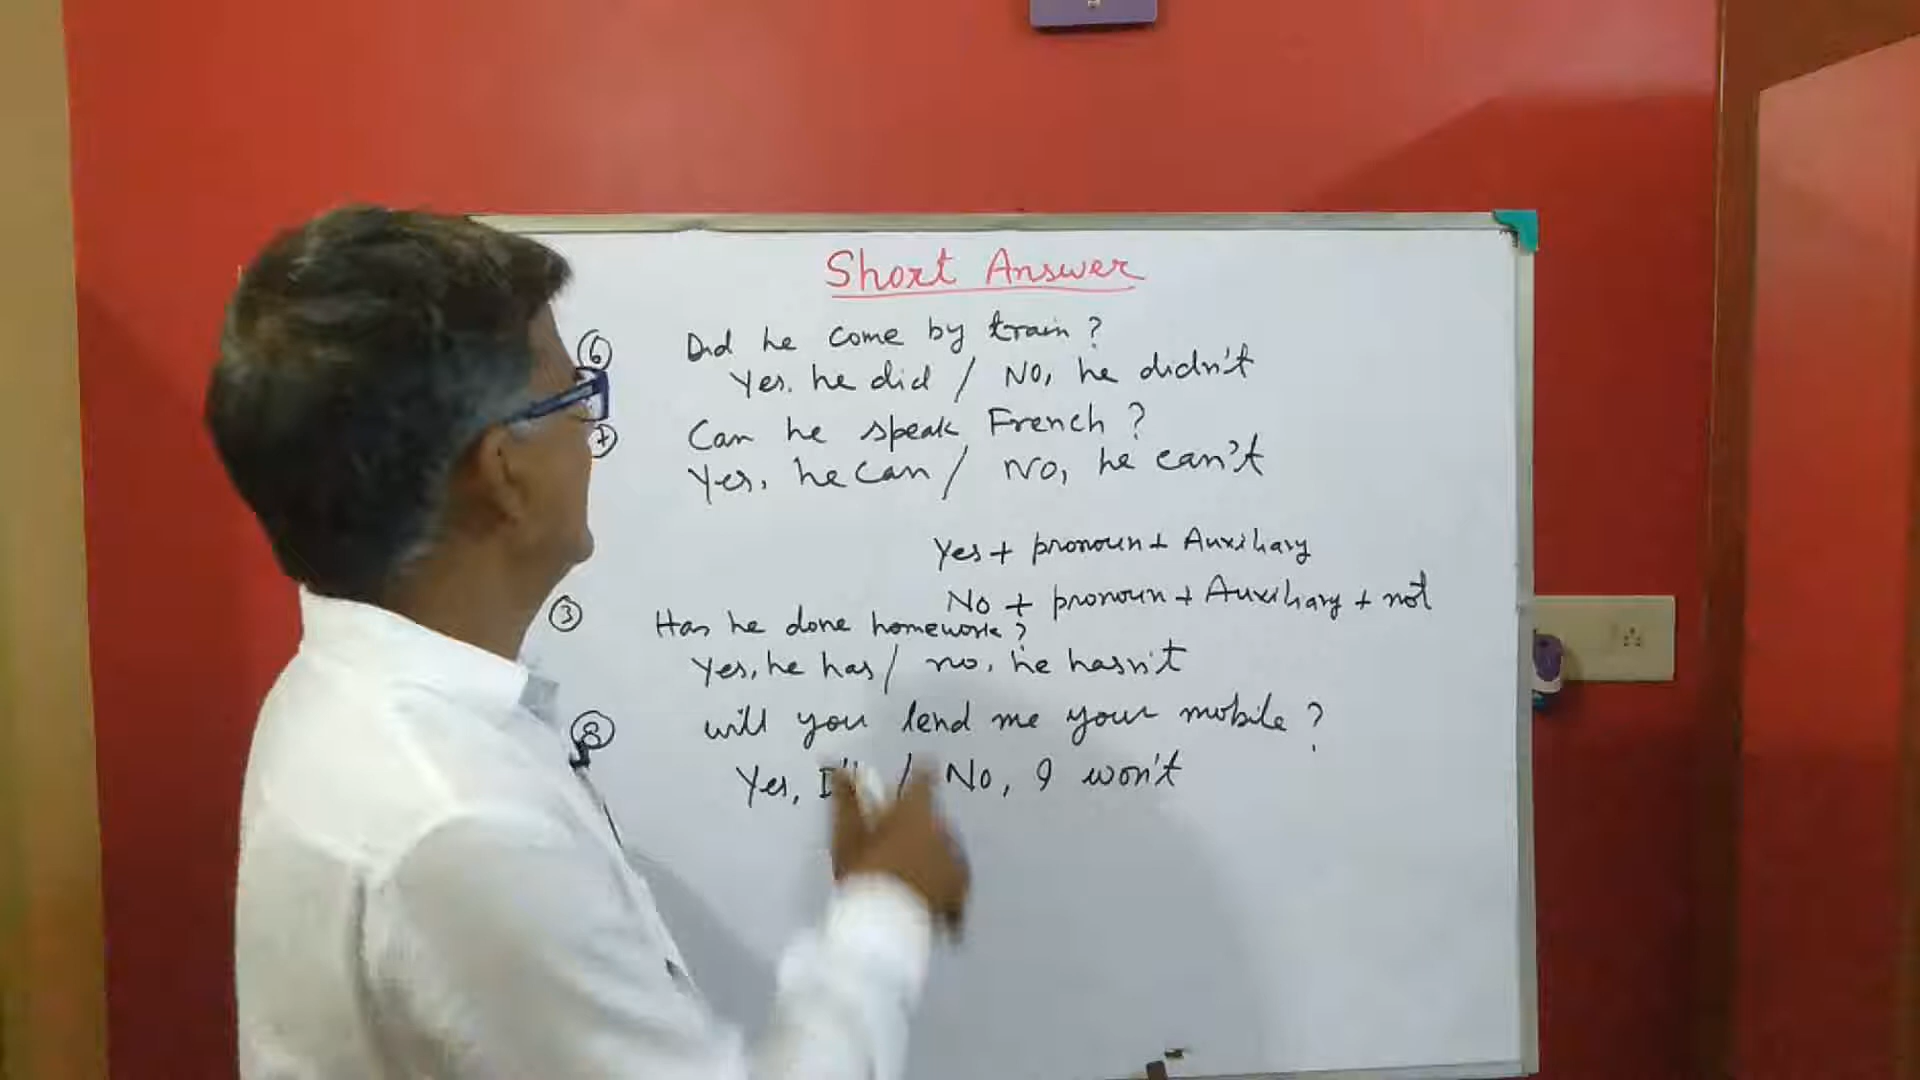 Short Answer
6 Did he come by train?
Yes. he did / No, he didn't
7 Can he speak French?
Yes, he can / No, he can't
Yes + pronoun + Auxiliary
No + pronoun + Auxiliary + not
3 Has he done homework?
Yes, he has / no, he hasn't
8 will you lend me your mobile?
Yes, I'll / No, I won't